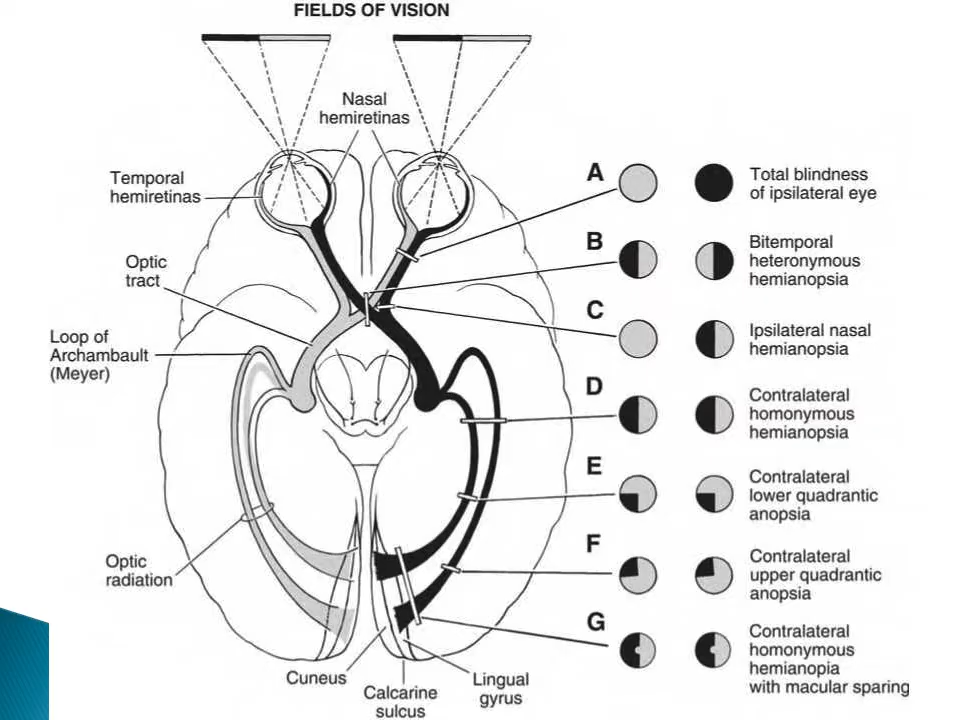 FIELDS OF VISION
Nasal
hemiretinas
Temporal
hemiretinas
Optic
tract
Loop of
Archambault
(Meyer)
Optic
radiation
Cuneus
Calcarine
sulcus
Lingual
gyrus
A
Total blindness
of ipsilateral eye
B
Bitemporal
heteronymous
hemianopsia
C
Ipsilateral nasal
hemianopsia
D
Contralateral
homonymous
hemianopsia
E
Contralateral
lower quadrantic
anopsia
F
Contralateral
upper quadrantic
anopsia
G
Contralateral
homonymous
hemianopia
with macular sparing